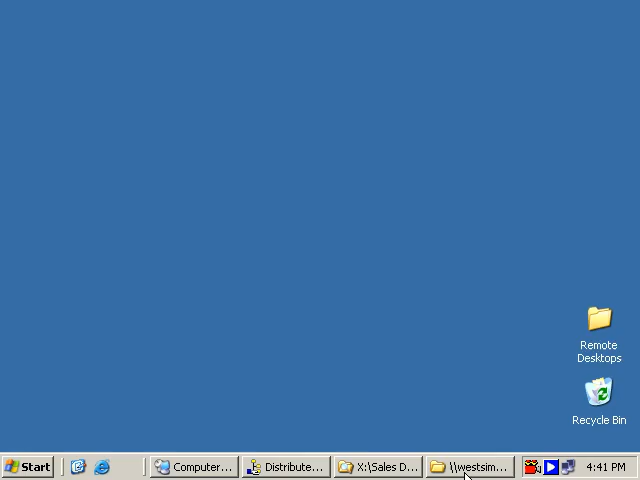 Remote
Desktops
Recycle Bin
Start
Computer...
Distribute...
X:\Sales D...
\\westsim...
4:41 PM